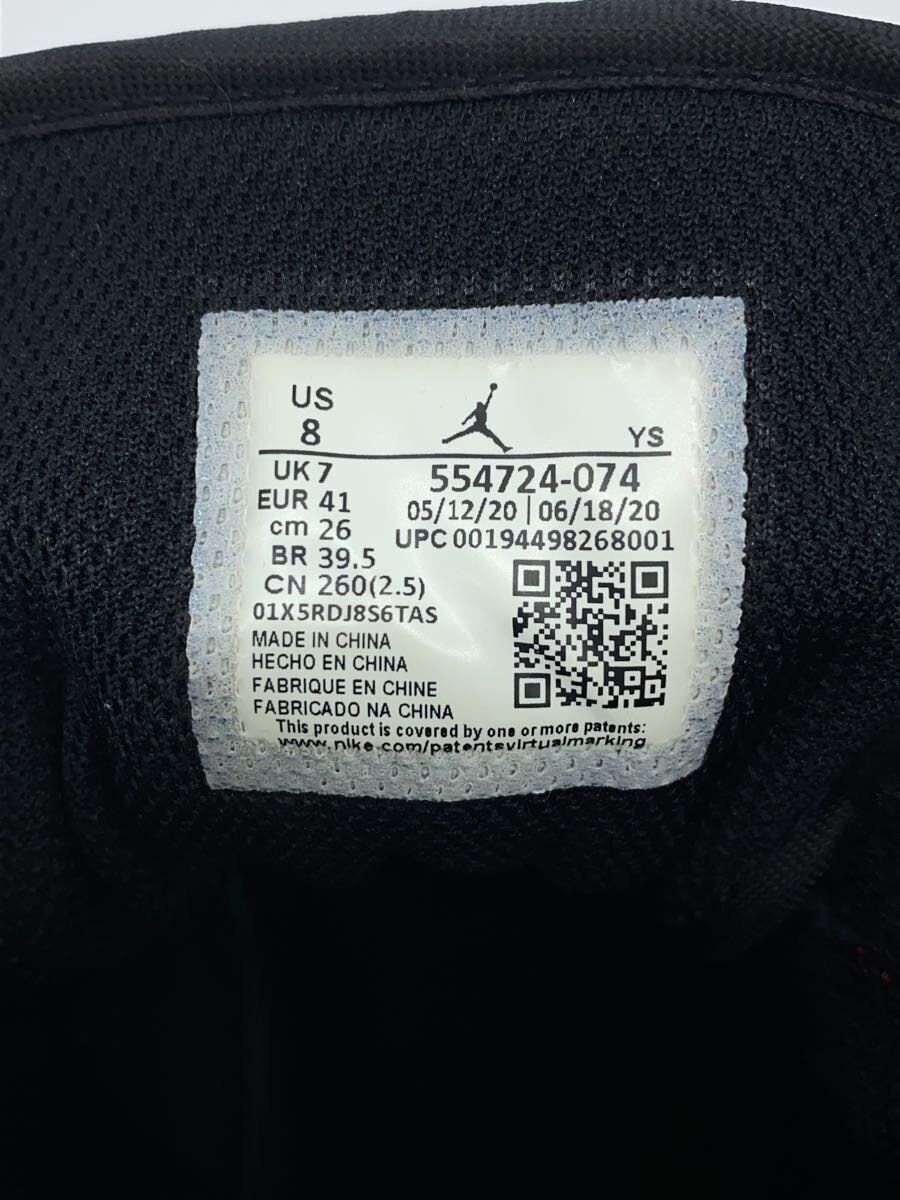 US
8
YS
UK 7
554724-074
EUR 41
05/12/20 | 06/18/20
cm 26
UPC 00194498268001
BR 39.5
CN 260(2.5)
01X5RDJ8S6TAS
MADE IN CHINA
HECHO EN CHINA
FABRIQUE EN CHINE
FABRICADO NA CHINA
This product is covered by one or more patents:
www.nike.com/patentsvirtualmarking